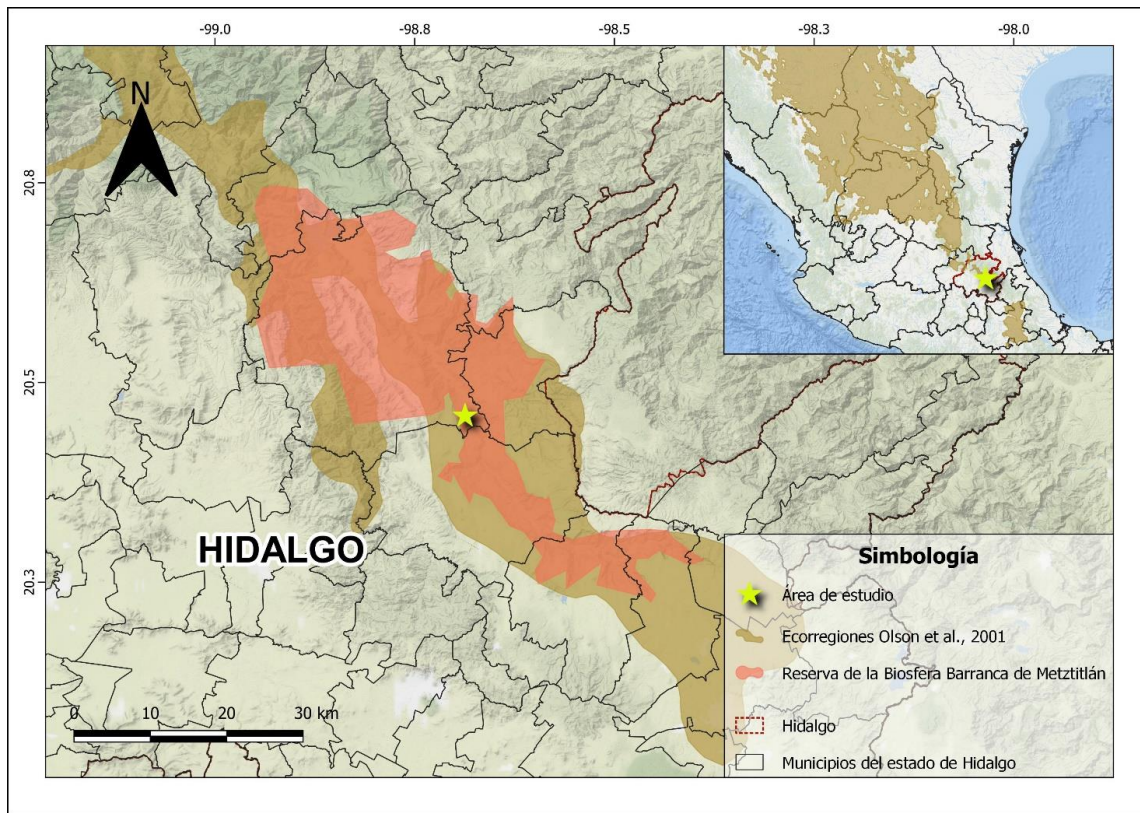 -99.0
-98.8
-98.5
-98.3
-98.0
N
20.8
20.5
20.3
HIDALGO
0
10
20
30 km
Simbología
Área de estudio
Ecorregiones Olson et al., 2001
Reserva de la Biosfera Barranca de Metztitlán
Hidalgo
Municipios del estado de Hidalgo